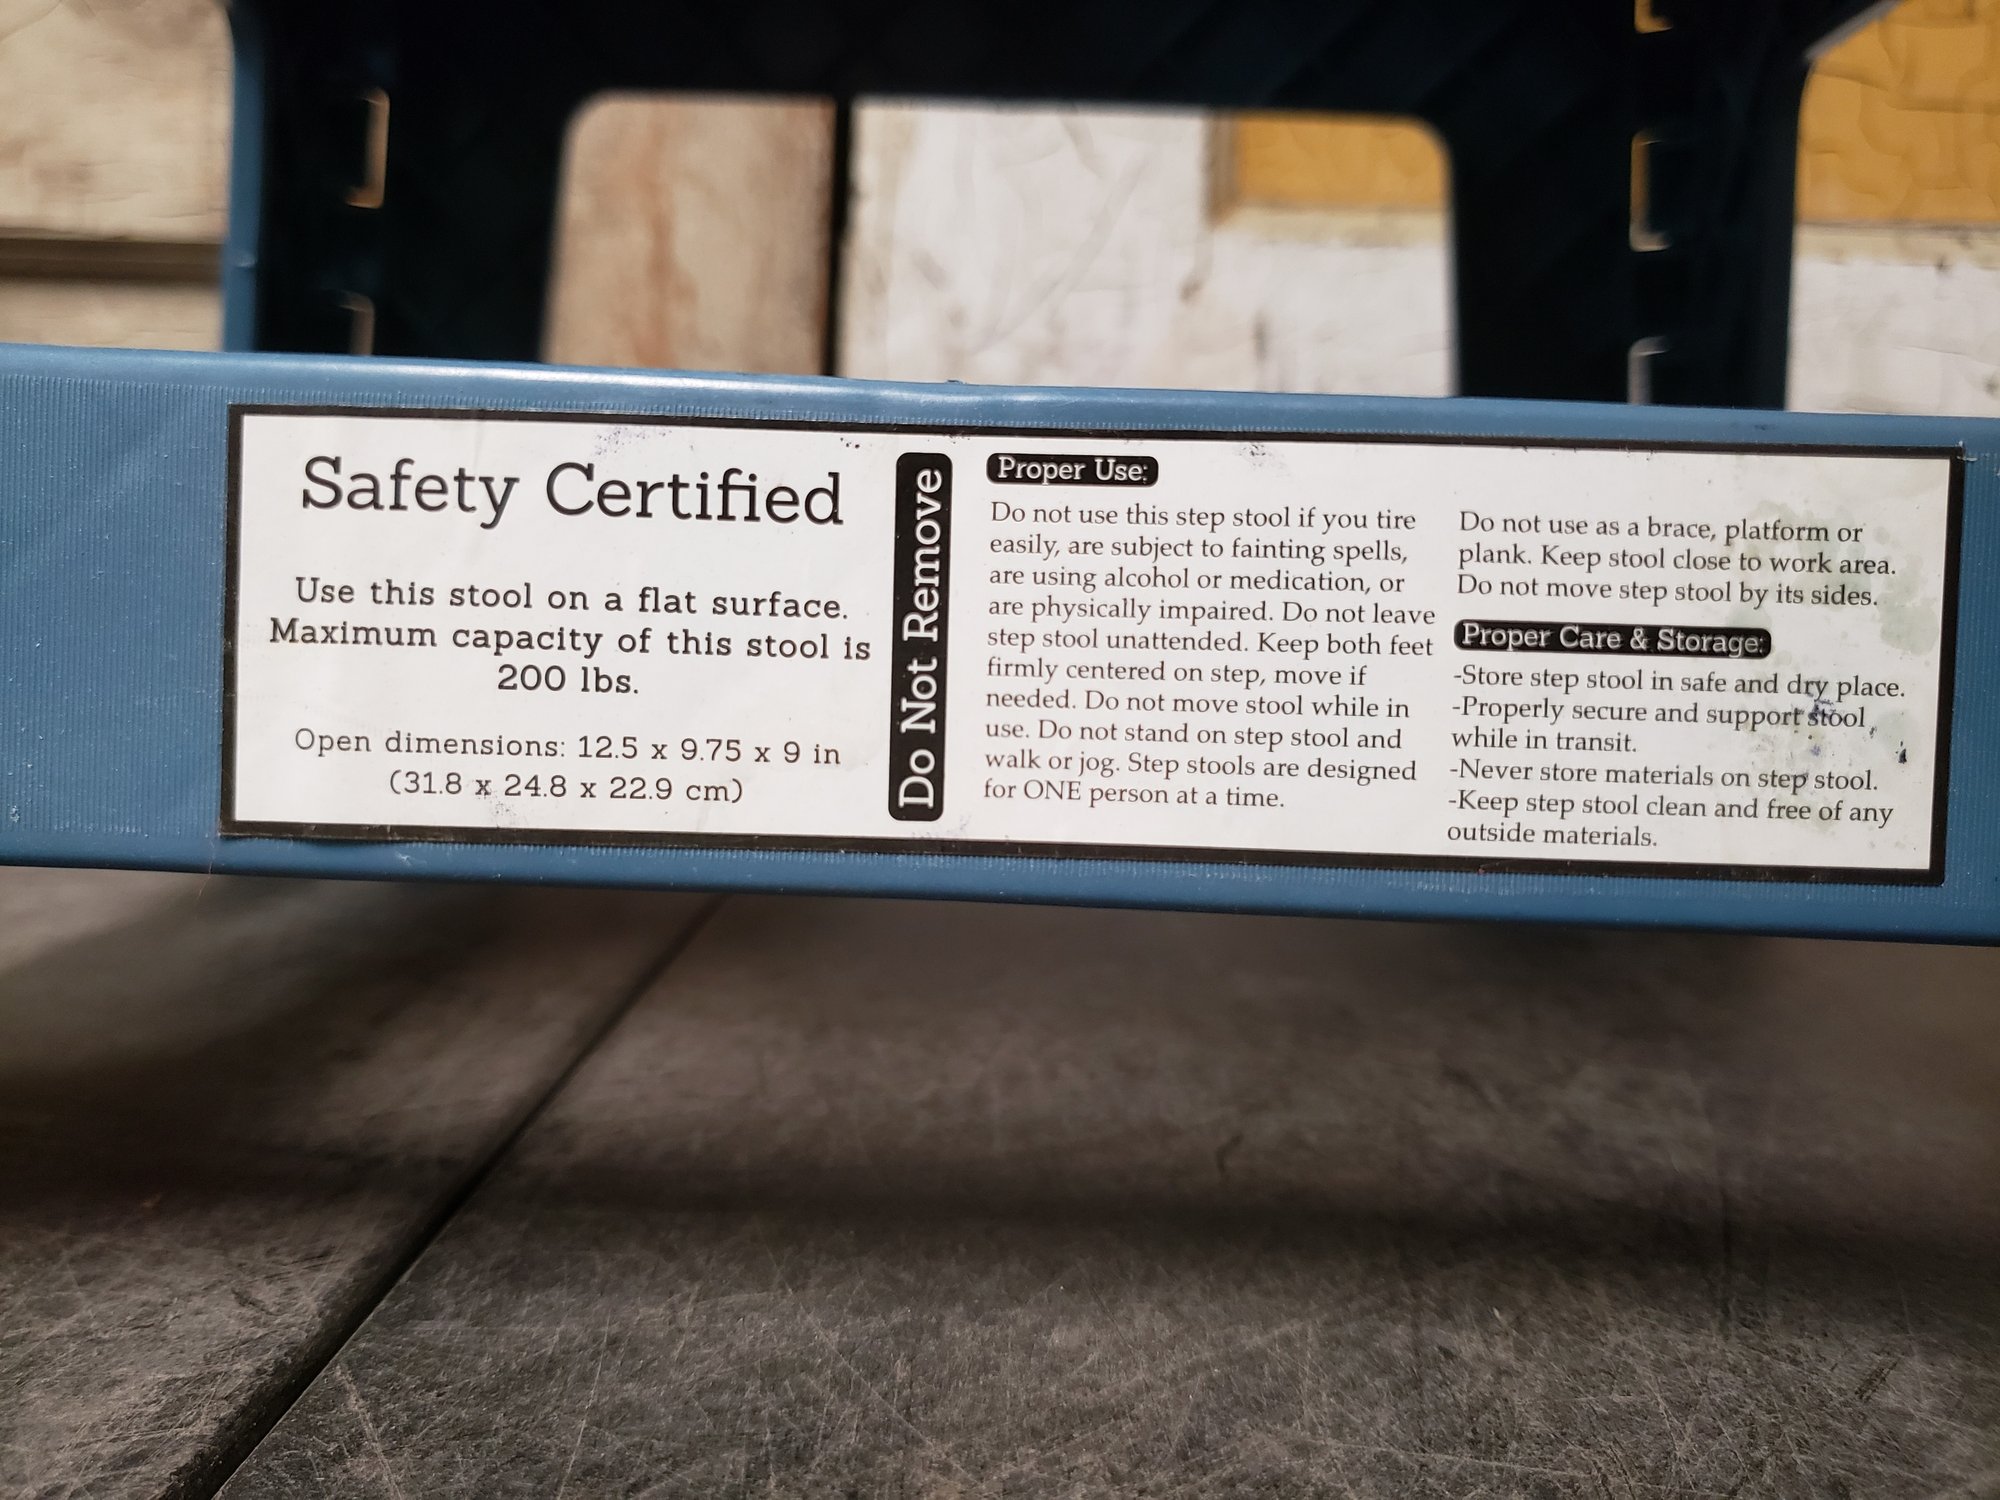 Safety Certified
Use this stool on a flat surface.
Maximum capacity of this stool is
200 lbs.
Open dimensions: 12.5 x 9.75 x 9 in
(31.8 x 24.8 x 22.9 cm)
Do Not Remove
Proper Use:
Do not use this step stool if you tire
easily, are subject to fainting spells,
are using alcohol or medication, or
are physically impaired. Do not leave
step stool unattended. Keep both feet
firmly centered on step, move if
needed. Do not move stool while in
use. Do not stand on step stool and
walk or jog. Step stools are designed
for ONE person at a time.
Do not use as a brace, platform or
plank. Keep stool close to work area.
Do not move step stool by its sides.
Proper Care & Storage:
-Store step stool in safe and dry place.
-Properly secure and support stool
while in transit.
-Never store materials on step stool.
-Keep step stool clean and free of any
outside materials.